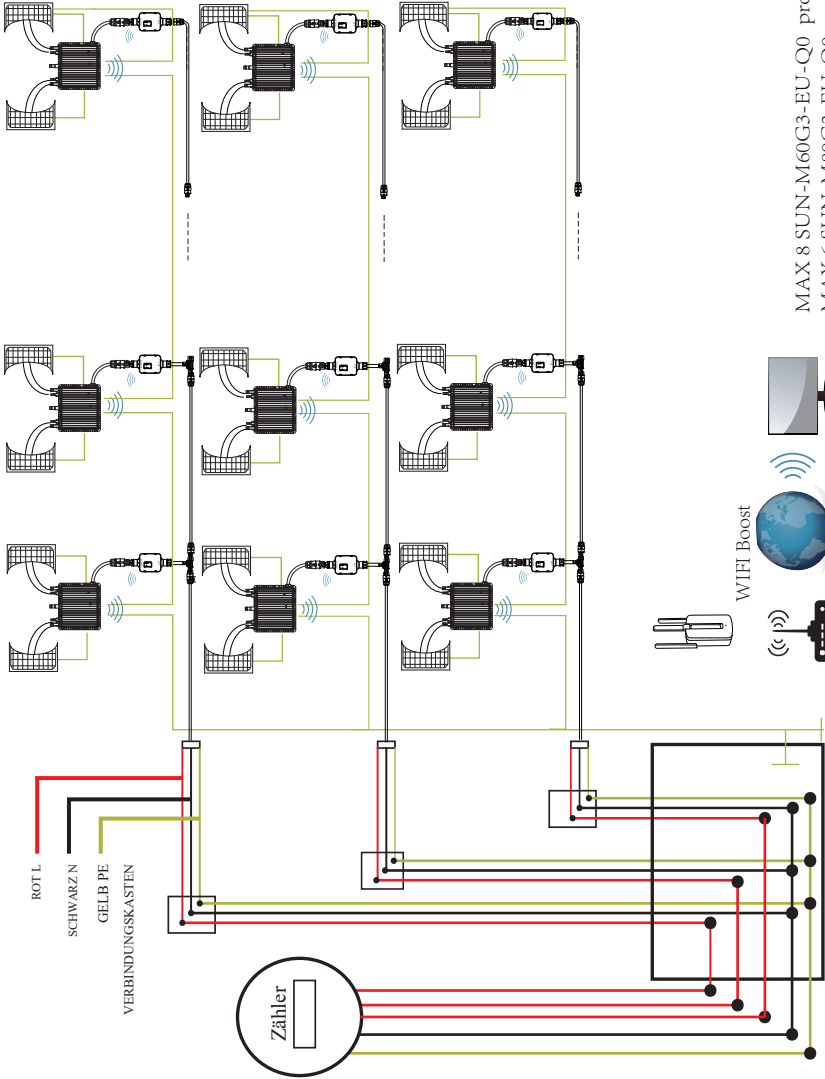 ROT L
SCHWARZ N
GELB PE
VERBINDUNGSKASTEN
Zähler
WIFI Boost
MAX 8 SUN-M60G3-EU-Q0